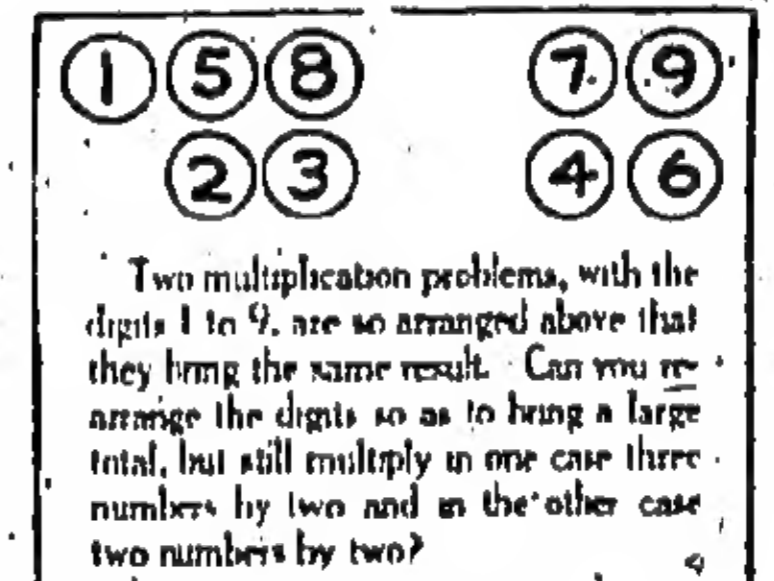 1 5 8 7 9
2 3 4 6
Two multiplication problems, with the
digits 1 to 9, are so arranged above that
they bring the same result. Can you re-
arrange the digits so as to bring a large
total, but still multiply in one case three
numbers by two and in the other case
two numbers by two?